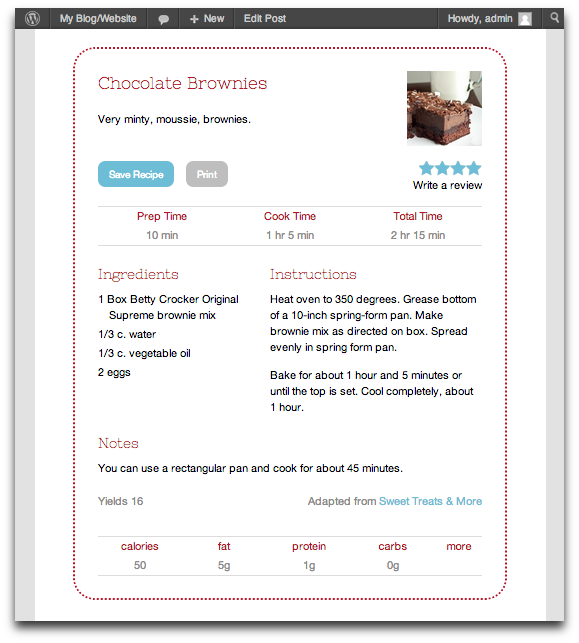 My Blog/Website New Edit Post Howdy, admin
Chocolate Brownies
Very minty, moussie, brownies.
Save Recipe Print
Write a review
Prep Time Cook Time Total Time
10 min 1 hr 5 min 2 hr 15 min
Ingredients
1 Box Betty Crocker Original
Supreme brownie mix
1/3 c. water
1/3 c. vegetable oil
2 eggs
Instructions
Heat oven to 350 degrees. Grease bottom
of a 10-inch spring-form pan. Make
brownie mix as directed on box. Spread
evenly in spring form pan.
Bake for about 1 hour and 5 minutes or
until the top is set. Cool completely, about
1 hour.
Notes
You can use a rectangular pan and cook for about 45 minutes.
Yields 16 Adapted from Sweet Treats & More
calories fat protein carbs more
50 5g 1g 0g